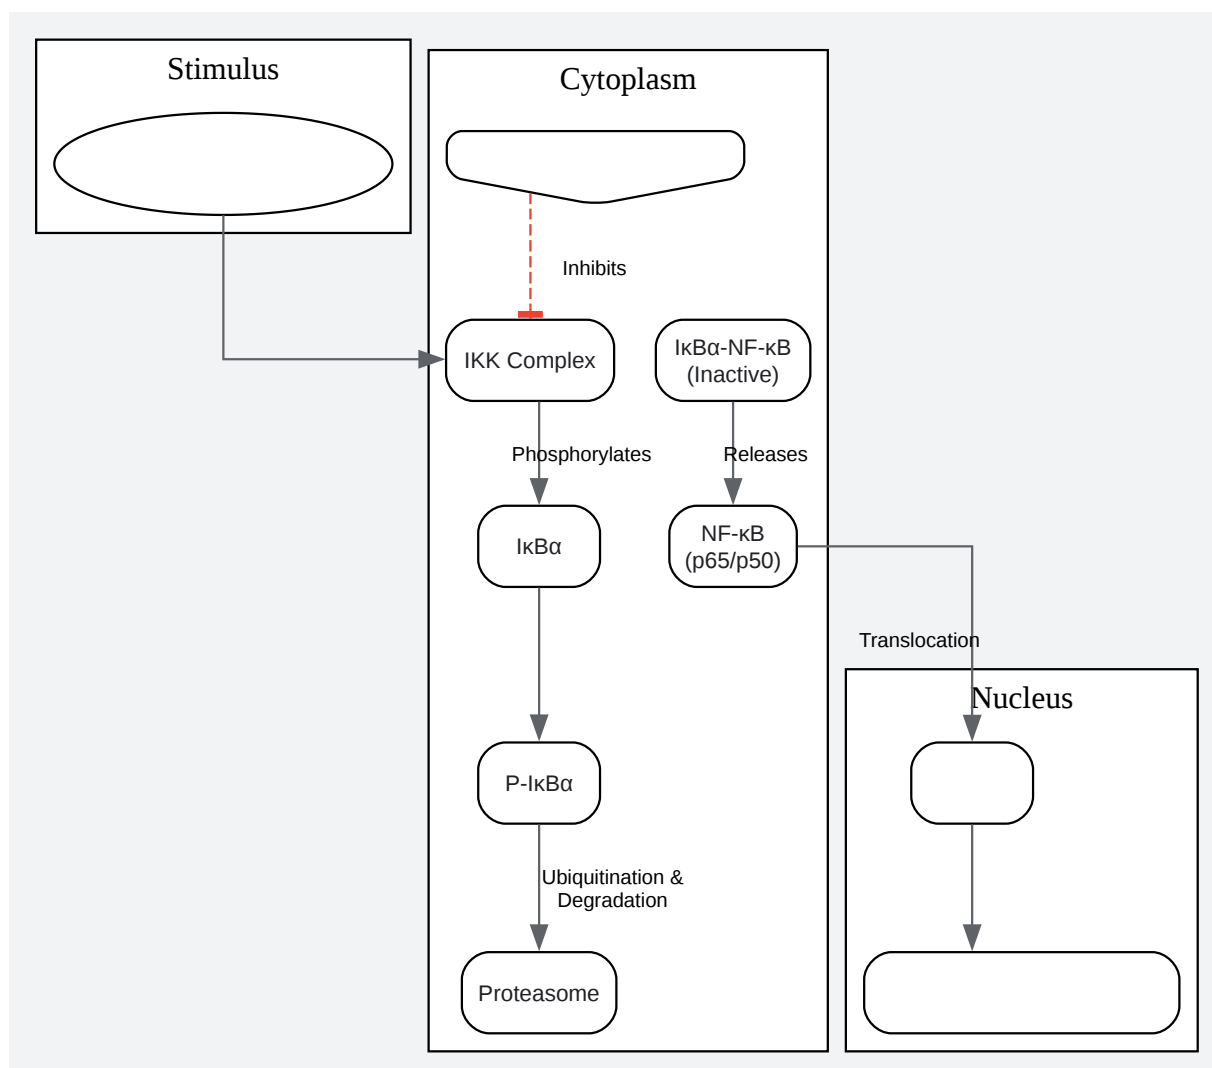 Stimulus
Cytoplasm
Inhibits
IKK Complex
IκBα-NF-κB
(Inactive)
Phosphorylates
Releases
IκBα
NF-κB
(p65/p50)
Translocation
Nucleus
P-IκBα
Ubiquitination &
Degradation
Proteasome